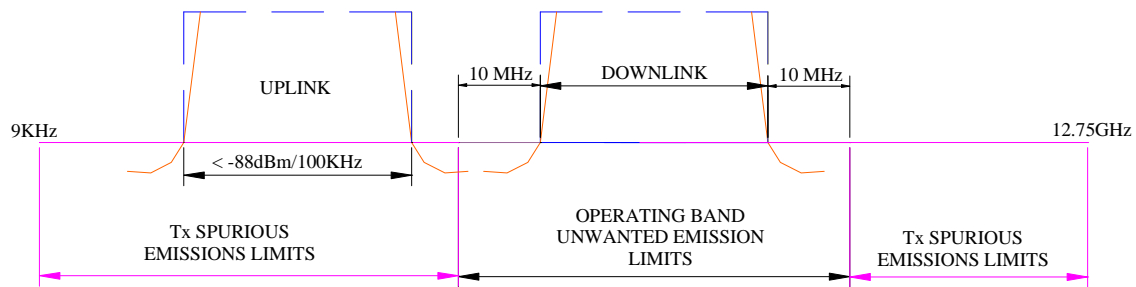 10 MHz
DOWNLINK
10 MHz
UPLINK
9KHz
12.75GHz
< -88dBm/100KHz
Tx SPURIOUS
EMISSIONS LIMITS
OPERATING BAND
UNWANTED EMISSION
LIMITS
Tx SPURIOUS
EMISSIONS LIMITS